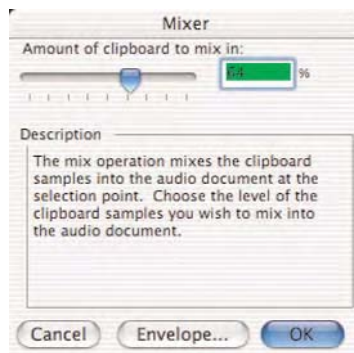 Mixer
Amount of clipboard to mix in:
64 %
Description
The mix operation mixes the clipboard
samples into the audio document at the
selection point. Choose the level of the
clipboard samples you wish to mix into
the audio document.
Cancel Envelope... OK